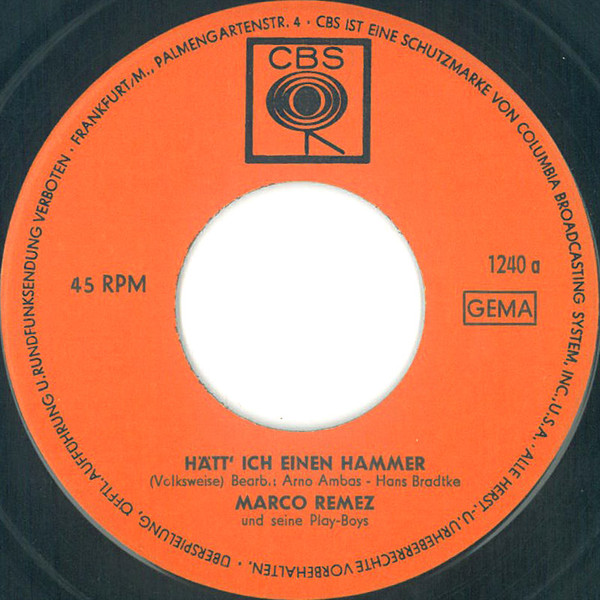 CBS
45 RPM
1240 a
GEMA
HÄTT' ICH EINEN HAMMER
(Volksweise) Bearb.: Arno Ambas - Hans Bradtke
MARCO REMEZ
und seine Play-Boys
FRANKFURT/M., PALMENGARTENSTR. 4 · CBS IST EINE SCHUTZMARKE VON COLUMBIA BROADCASTING SYSTEM, INC., U.S.A. · ALLE HERST.-U.URHEBERRECHTE VORBEHALTEN. · ÜBERSPIELUNG, ÖFFTL. AUFFÜHRUNG U. RUNDFUNKSENDUNG VERBOTEN ·